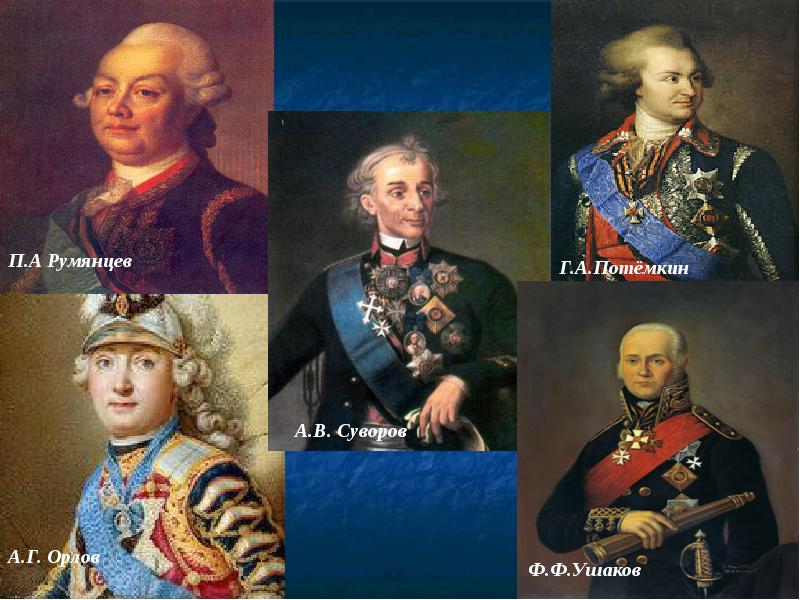 П.А Румянцев
Г.А.Потёмкин
А.В. Суворов
А.Г. Орлов
Ф.Ф.Ушаков